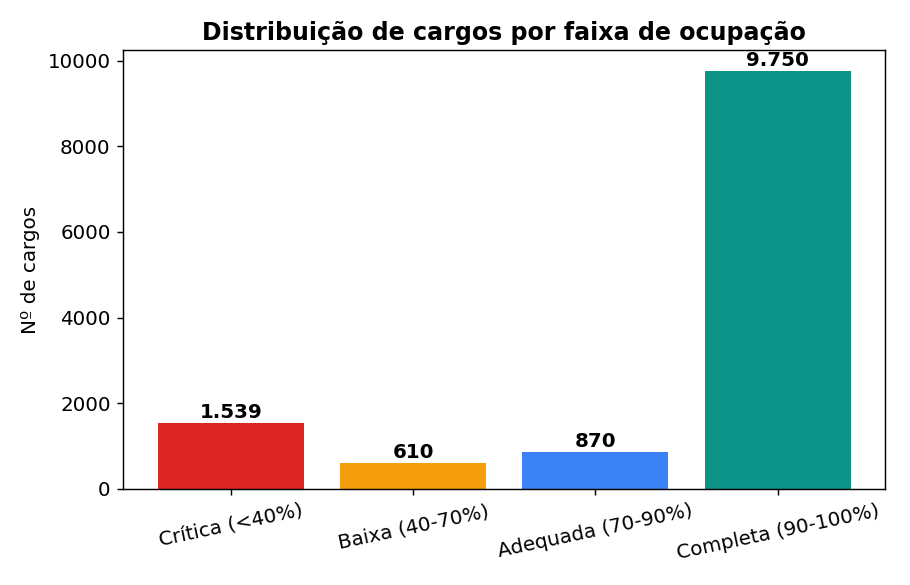 Distribuição de cargos por faixa de ocupação
Nº de cargos
10000
8000
6000
4000
2000
0
1.539
610
870
9.750
Crítica (<40%)
Baixa (40-70%)
Adequada (70-90%)
Completa (90-100%)